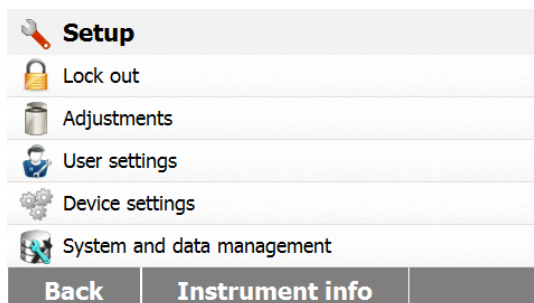 Setup
Lock out
Adjustments
User settings
Device settings
System and data management
Back Instrument info